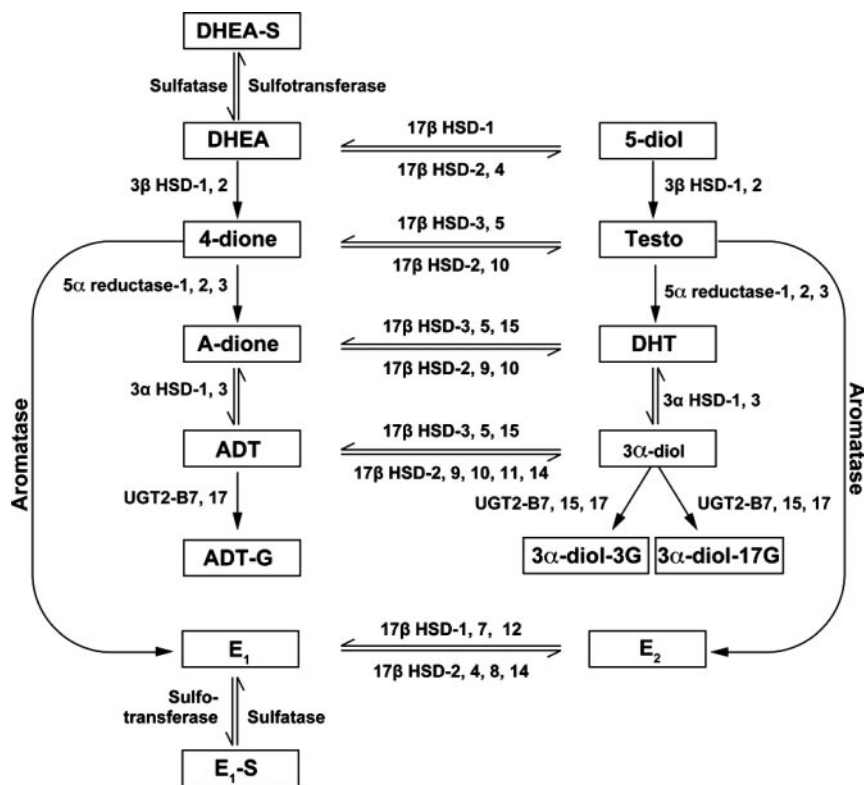 DHEA-S
Sulfatase
Sulfotransferase
DHEA
17β HSD-1
17β HSD-2, 4
5-diol
3β HSD-1, 2
3β HSD-1, 2
4-dione
17β HSD-3, 5
17β HSD-2, 10
Testo
5α reductase-1, 2, 3
5α reductase-1, 2, 3
A-dione
17β HSD-3, 5, 15
17β HSD-2, 9, 10
DHT
3α HSD-1, 3
3α HSD-1, 3
Aromatase
Aromatase
ADT
17β HSD-3, 5, 15
17β HSD-2, 9, 10, 11, 14
3α-diol
UGT2-B7, 17
UGT2-B7, 15, 17
UGT2-B7, 15, 17
ADT-G
3α-diol-3G
3α-diol-17G
E₁
17β HSD-1, 7, 12
17β HSD-2, 4, 8, 14
E₂
Sulfo-
transferase
Sulfatase
E₁-S